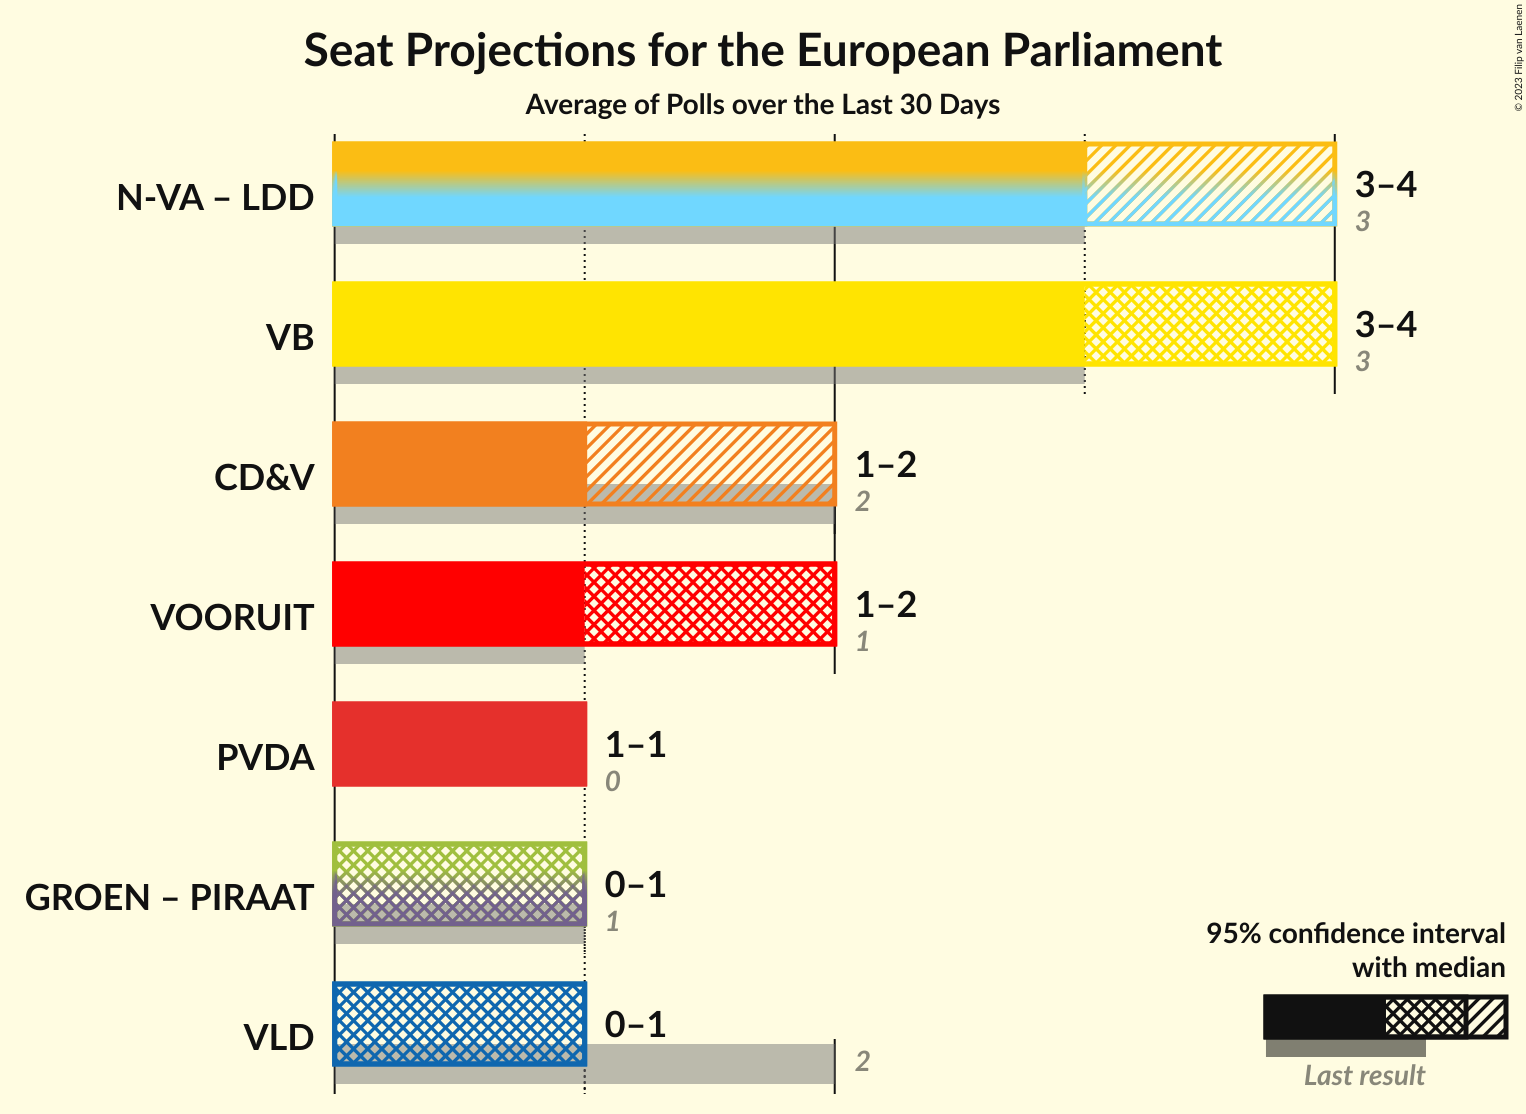 Seat Projections for the European Parliament
Average of Polls over the Last 30 Days
© 2023 Filip van Laenen
N-VA – LDD
3–4
3
VB
3–4
3
CD&V
1–2
2
VOORUIT
1–2
1
PVDA
1–1
0
GROEN – PIRAAT
0–1
1
VLD
0–1
2
95% confidence interval
with median
Last result